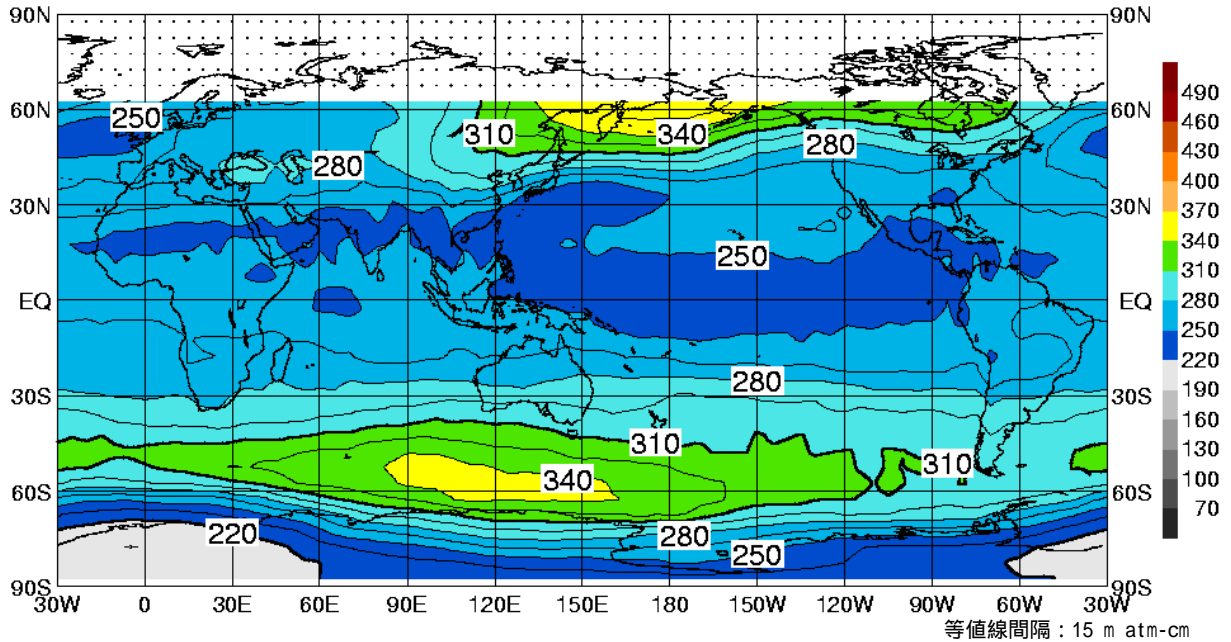 90N 90N
490
60N 250 310 340 280 60N 460
430
280 400
30N 30N 370
250 340
310
EQ EQ 280
250
280 220
30S 30S 190
310 310 160
340 130
60S 60S 100
220 280 250 70
90S 90S
30W 0 30E 60E 90E 120E 150E 180 150W 120W 90W 60W 30W
等値線間隔：15 m atm-cm